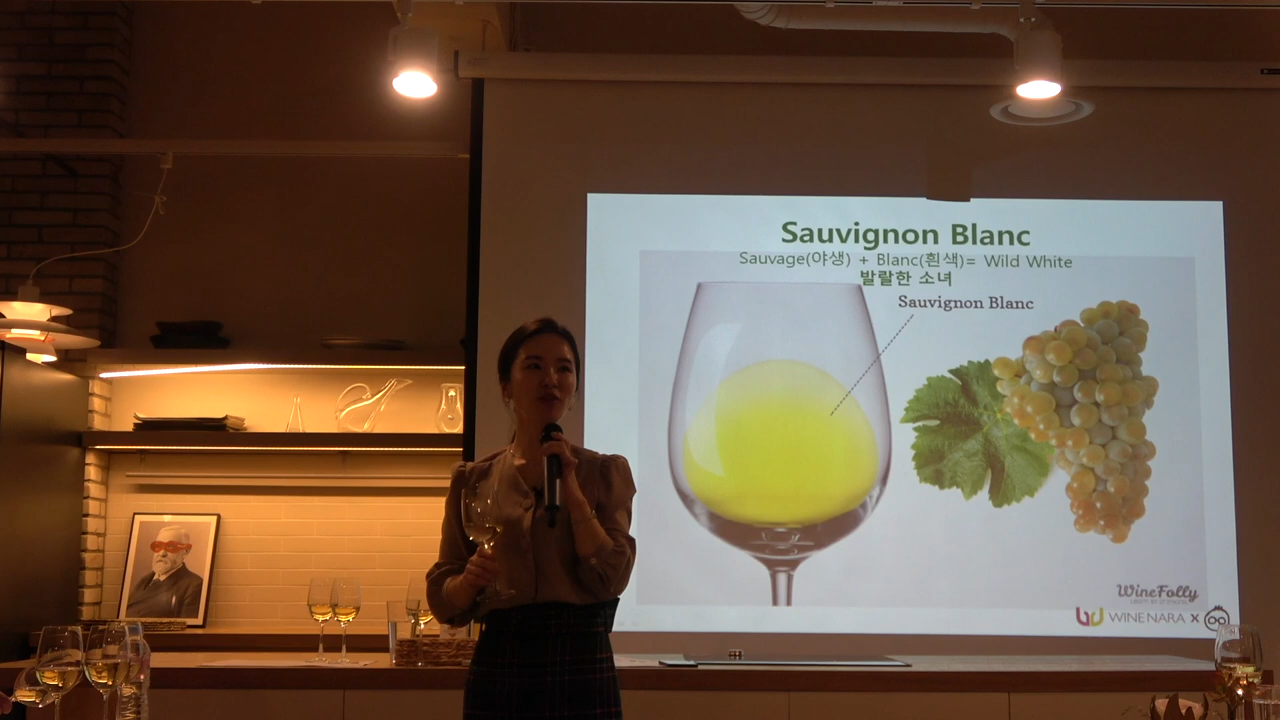 Sauvignon Blanc
Sauvage(야생) + Blanc(흰색)= Wild White
발랄한 소녀
Sauvignon Blanc
WineFolly
WINENARA X